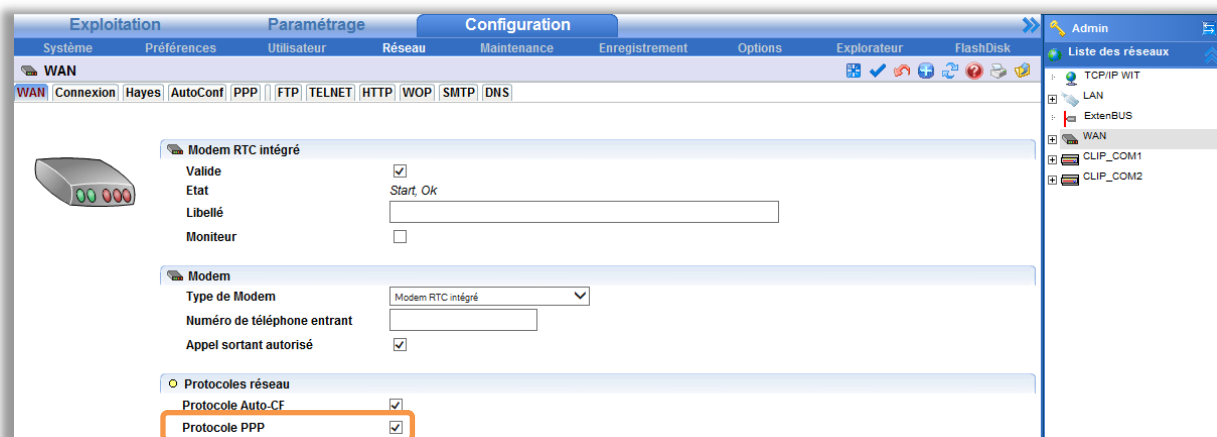 Exploitation Paramétrage Configuration
Système Préférences Utilisateur Réseau Maintenance Enregistrement Options Explorateur FlashDisk
WAN
WAN Connexion Hayes AutoConf PPP FTP TELNET HTTP WOP SMTP DNS
Modem RTC intégré
Valide
Etat Start, Ok
Libellé
Moniteur
Modem
Type de Modem Modem RTC intégré
Numéro de téléphone entrant
Appel sortant autorisé
Protocoles réseau
Protocole Auto-CF
Protocole PPP
Admin
Liste des réseaux
TCP/IP WIT
LAN
ExtenBUS
WAN
CLIP_COM1
CLIP_COM2